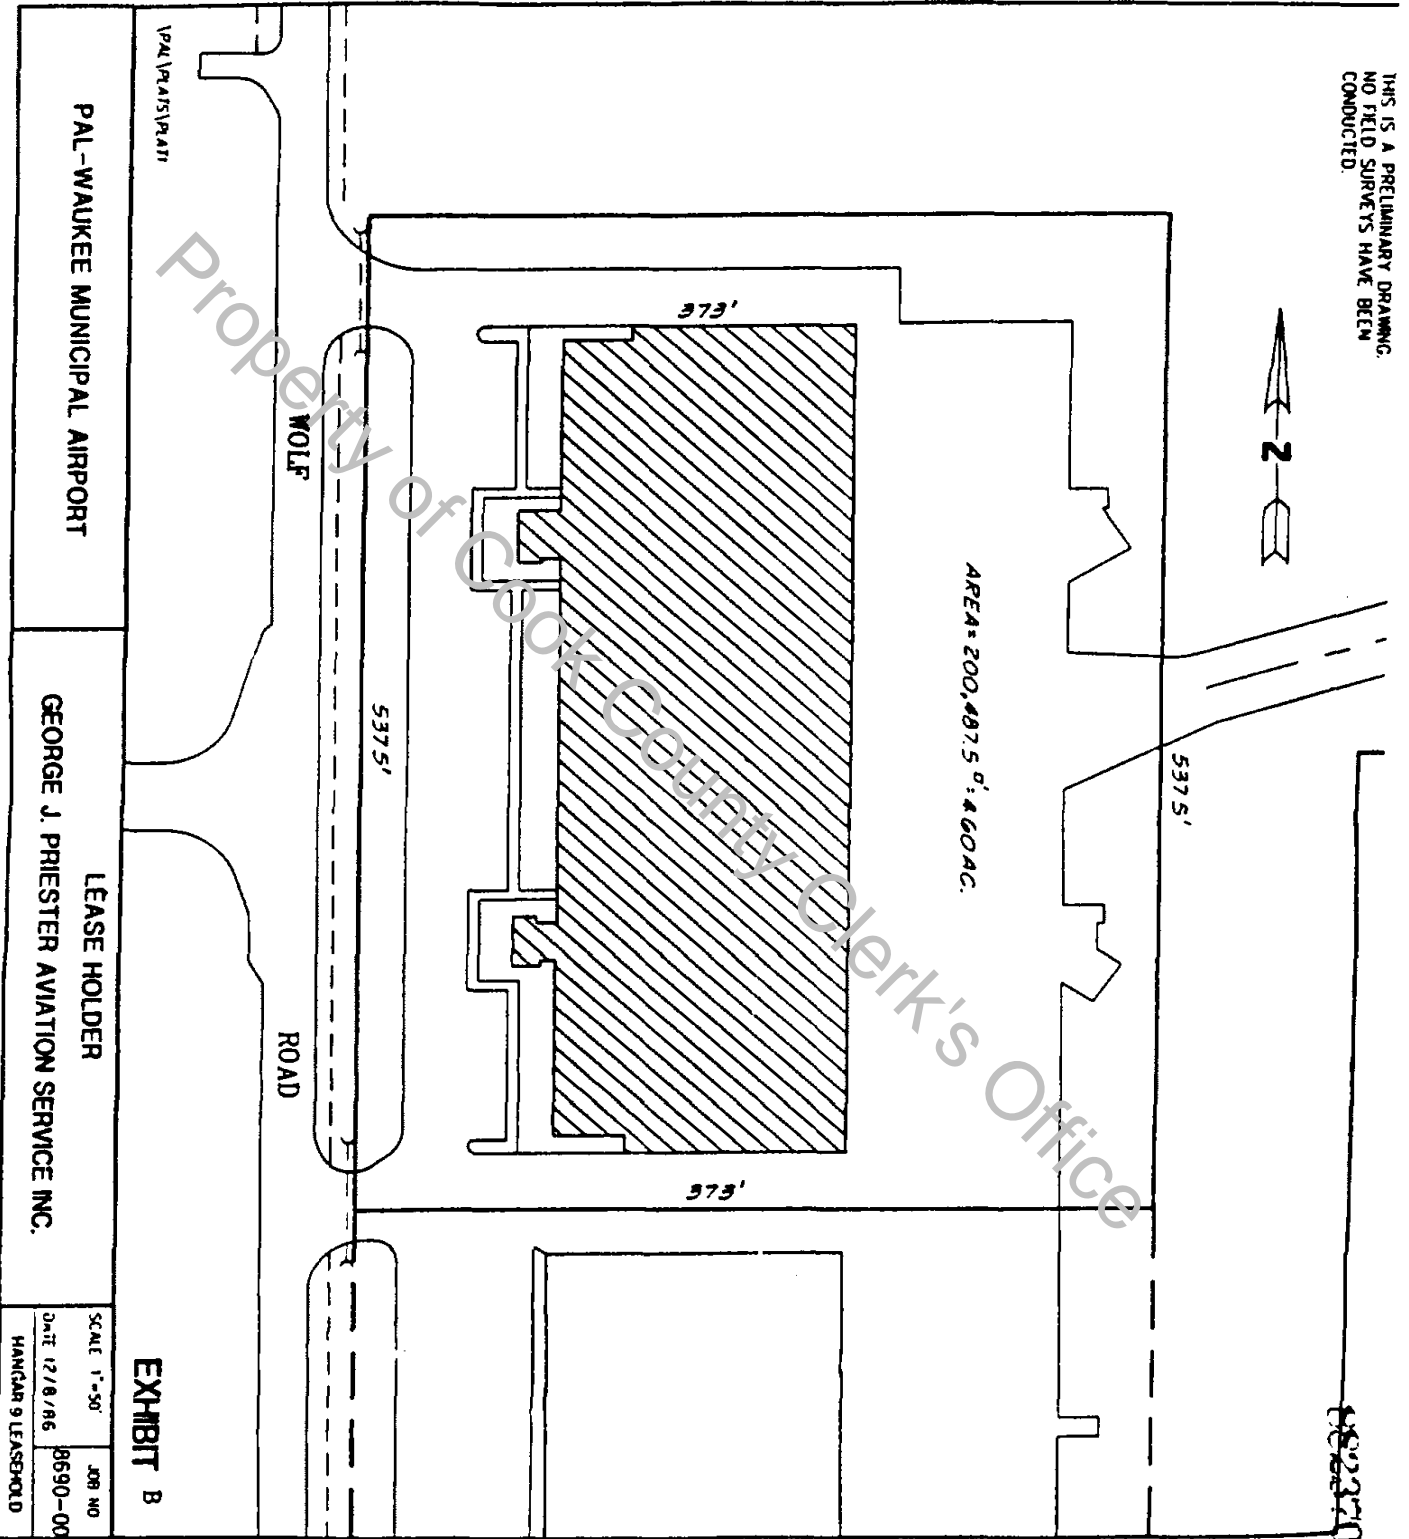 THIS IS A PRELIMINARY DRAWING.
NO FIELD SURVEYS HAVE BEEN
CONDUCTED.
N
537.5'
AREA= 200,487.5 □'= 4.60 AC.
373'
373'
537.5'
WOLF
ROAD
Property of Cook County Clerk's Office
\PAL\PLATS\PLAT1
EXHIBIT B
PAL-WAUKEE MUNICIPAL AIRPORT
LEASE HOLDER
GEORGE J. PRIESTER AVIATION SERVICE INC.
SCALE 1"=50'
JOB NO
DATE 12/8/86
8690-00
HANGAR 9 LEASEHOLD